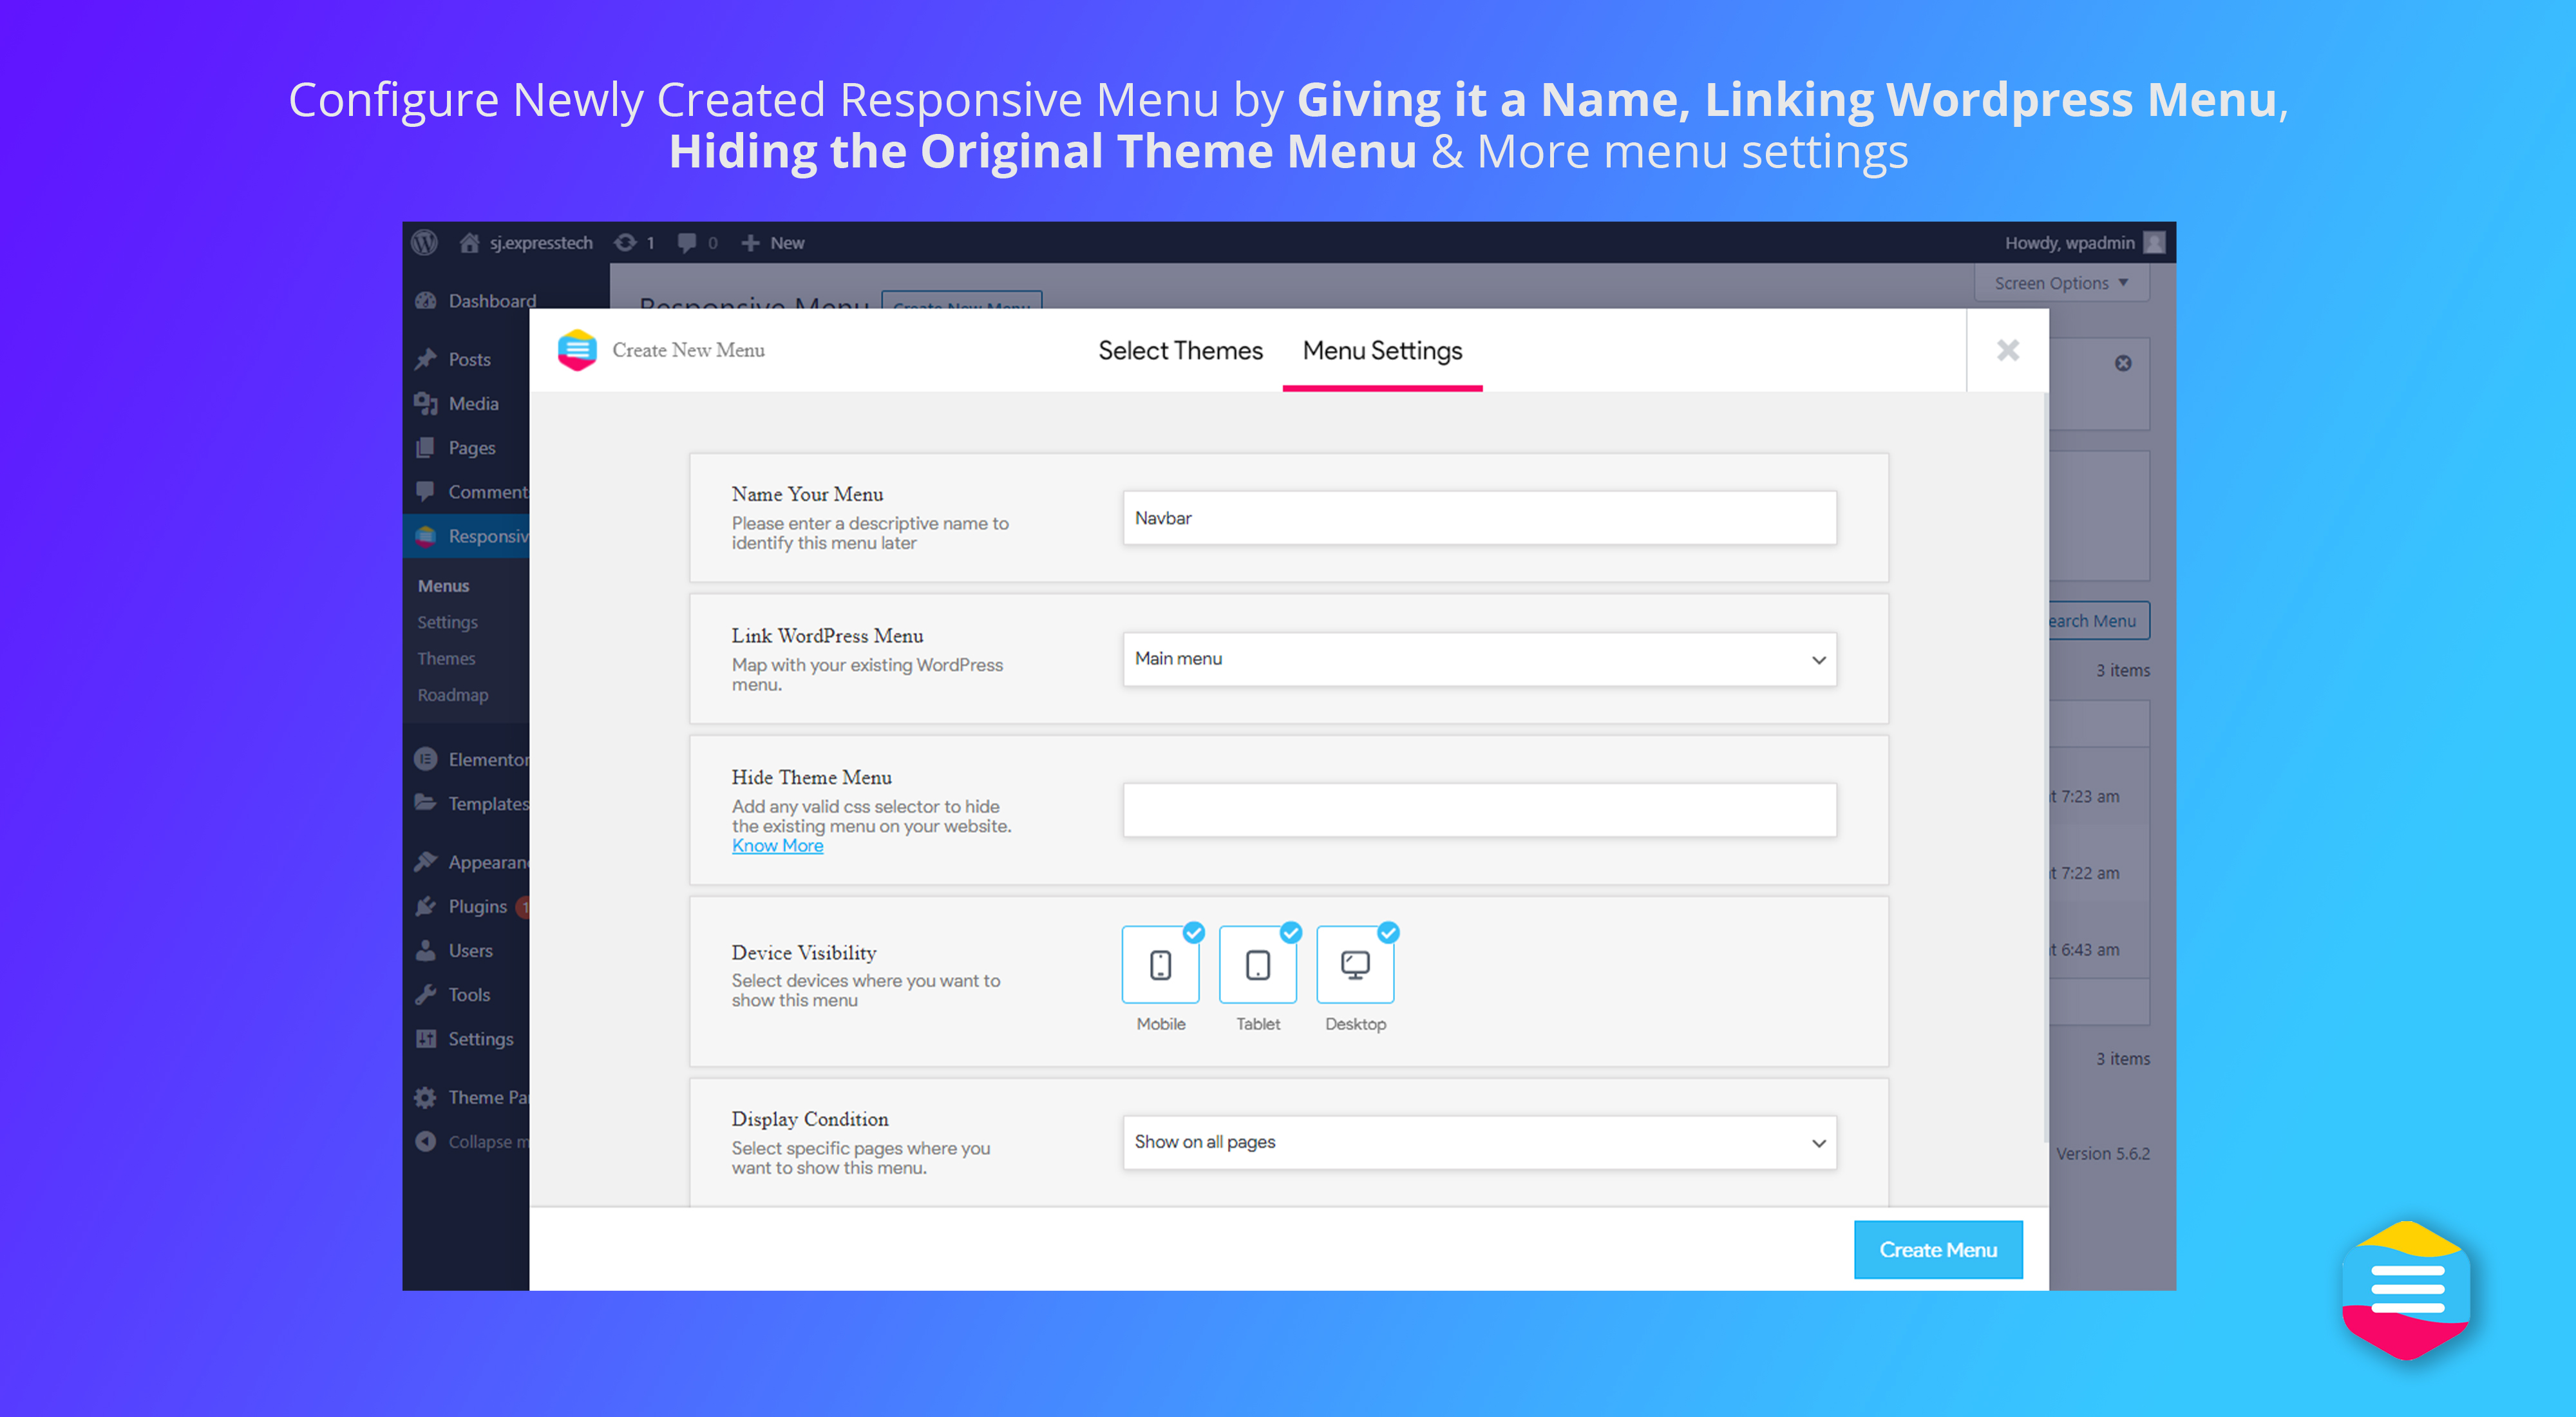 Configure Newly Created Responsive Menu by Giving it a Name, Linking Wordpress Menu,
Hiding the Original Theme Menu & More menu settings
sj.expresstech 1 0 New
Howdy, wpadmin
Screen Options
Responsive Menu Create New Menu
Dashboard
Posts
Media
Pages
Comment
Responsiv
Menus
Settings
Themes
Roadmap
Elementor
Templates
Appearan
Plugins 1
Users
Tools
Settings
Theme Pa
Collapse m
Create New Menu
Select Themes Menu Settings
Name Your Menu
Please enter a descriptive name to
identify this menu later
Navbar
Link WordPress Menu
Map with your existing WordPress
menu.
Main menu
Hide Theme Menu
Add any valid css selector to hide
the existing menu on your website.
Know More
Device Visibility
Select devices where you want to
show this menu
Mobile Tablet Desktop
Display Condition
Select specific pages where you
want to show this menu.
Show on all pages
Create Menu
earch Menu
3 items
t 7:23 am
t 7:22 am
t 6:43 am
3 items
Version 5.6.2